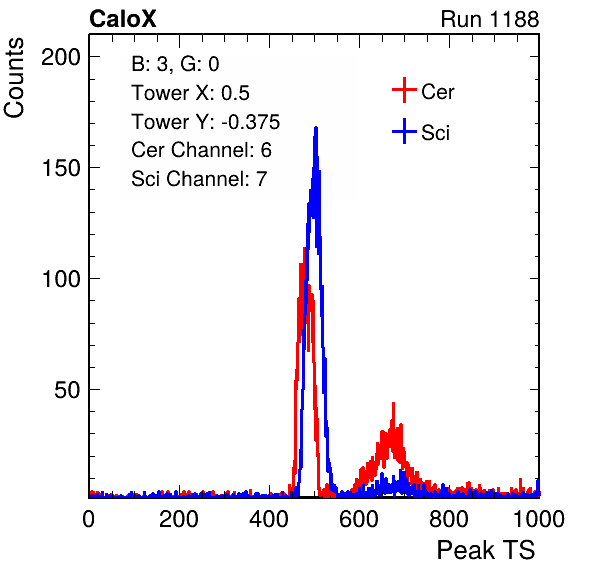 CaloX Run 1188
Counts
200
150
100
50
B: 3, G: 0
Tower X: 0.5
Tower Y: -0.375
Cer Channel: 6
Sci Channel: 7
Cer
Sci
0 200 400 600 800 1000
Peak TS